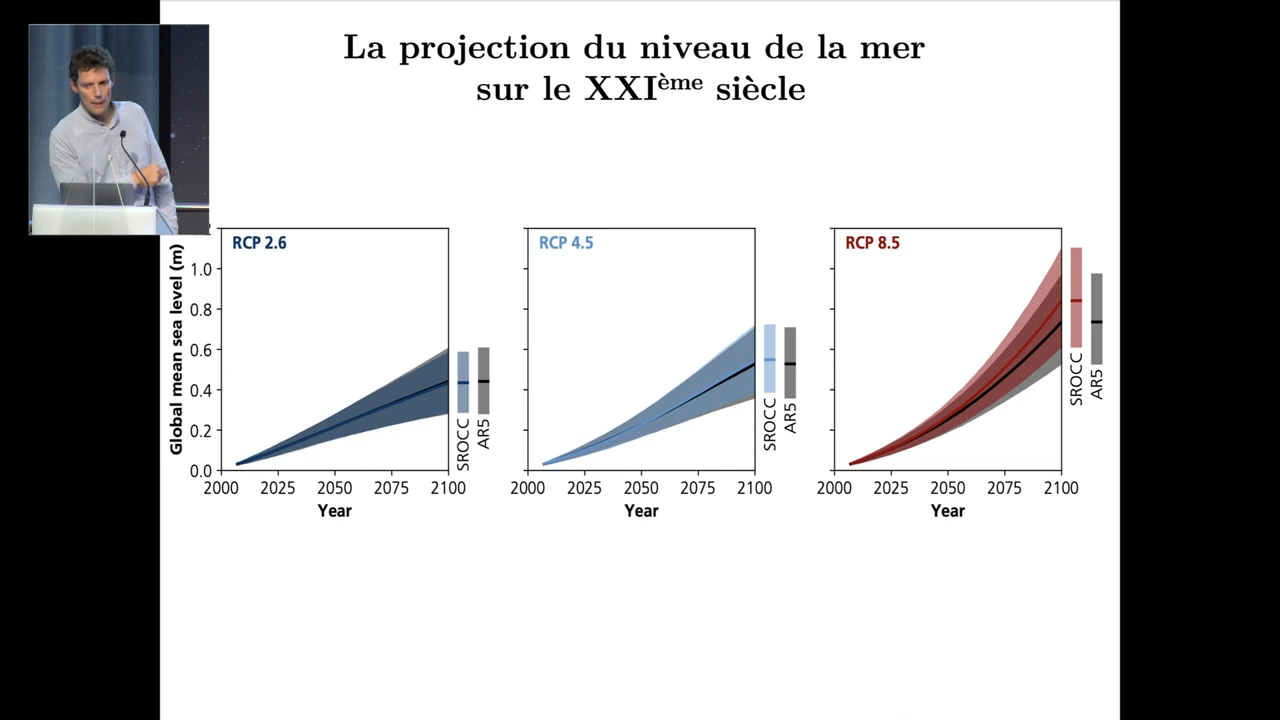 La projection du niveau de la mer
sur le XXIème siècle
Global mean sea level (m)
1.0
0.8
0.6
0.4
0.2
0.0
RCP 2.6
2000 2025 2050 2075 2100
Year
SROCC
AR5
RCP 4.5
2000 2025 2050 2075 2100
Year
SROCC
AR5
RCP 8.5
2000 2025 2050 2075 2100
Year
SROCC
AR5